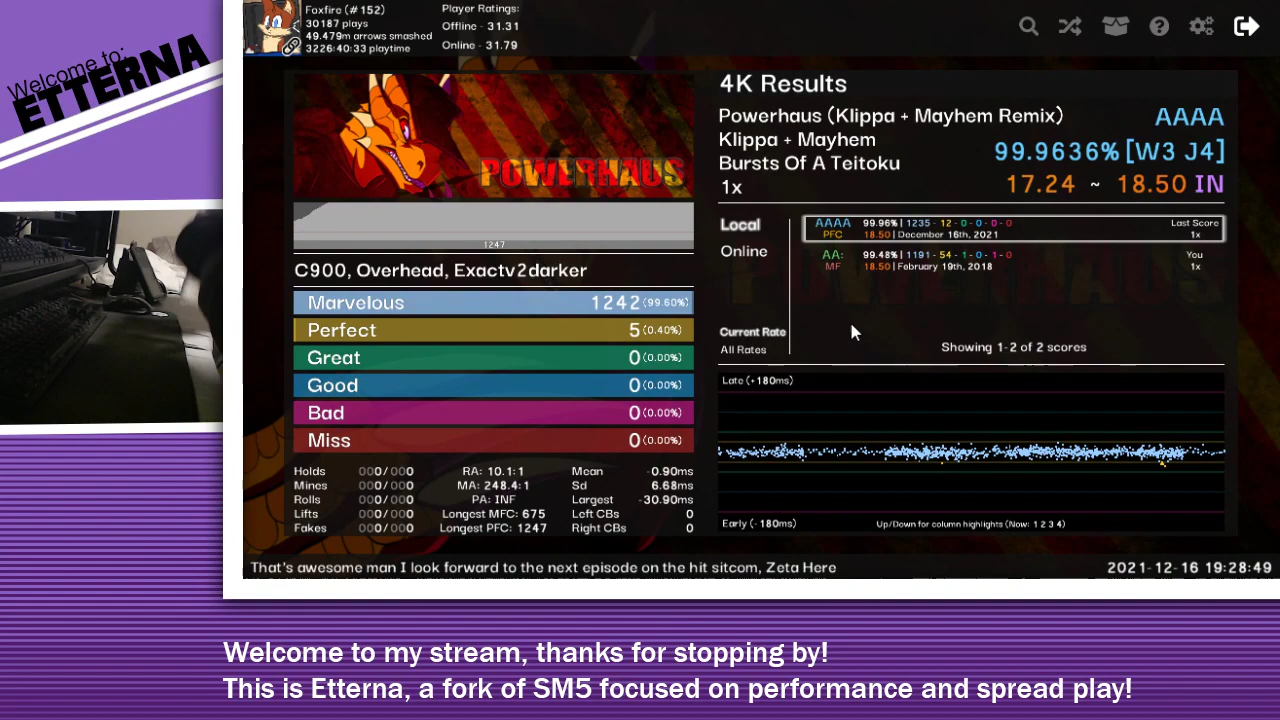 Welcome to:
ETTERNA
Foxfire (# 152)
30187 plays
49.479m arrows smashed
3226:40:33 playtime
Player Ratings:
Offline - 31.31
Online - 31.79
POWERHAUS
1247
C900, Overhead, Exactv2darker
Marvelous 1242(99.60%)
Perfect 5(0.40%)
Great 0(0.00%)
Good 0(0.00%)
Bad 0(0.00%)
Miss 0(0.00%)
Holds 000/000 RA: 10.1:1 Mean -0.90ms
Mines 000/000 MA: 248.4:1 Sd 6.68ms
Rolls 000/000 PA: INF Largest -30.90ms
Lifts 000/000 Longest MFC: 675 Left CBs 0
Fakes 000/000 Longest PFC: 1247 Right CBs 0
4K Results
Powerhaus (Klippa + Mayhem Remix) AAAA
Klippa + Mayhem 99.9636% [W3 J4]
Bursts Of A Teitoku
1x 17.24 ~ 18.50 IN
Local
Online
AAAA 99.96% | 1235 - 12 - 0 - 0 - 0 - 0 Last Score
PFC 18.50 | December 16th, 2021 1x
AA: 99.48% | 1191 - 54 - 1 - 0 - 1 - 0 You
MF 18.50 | February 19th, 2018 1x
Current Rate
All Rates
Showing 1-2 of 2 scores
Late (+180ms)
Early (-180ms) Up/Down for column highlights (Now: 1 2 3 4)
That's awesome man I look forward to the next episode on the hit sitcom, Zeta Here 2021-12-16 19:28:49
Welcome to my stream, thanks for stopping by!
This is Etterna, a fork of SM5 focused on performance and spread play!